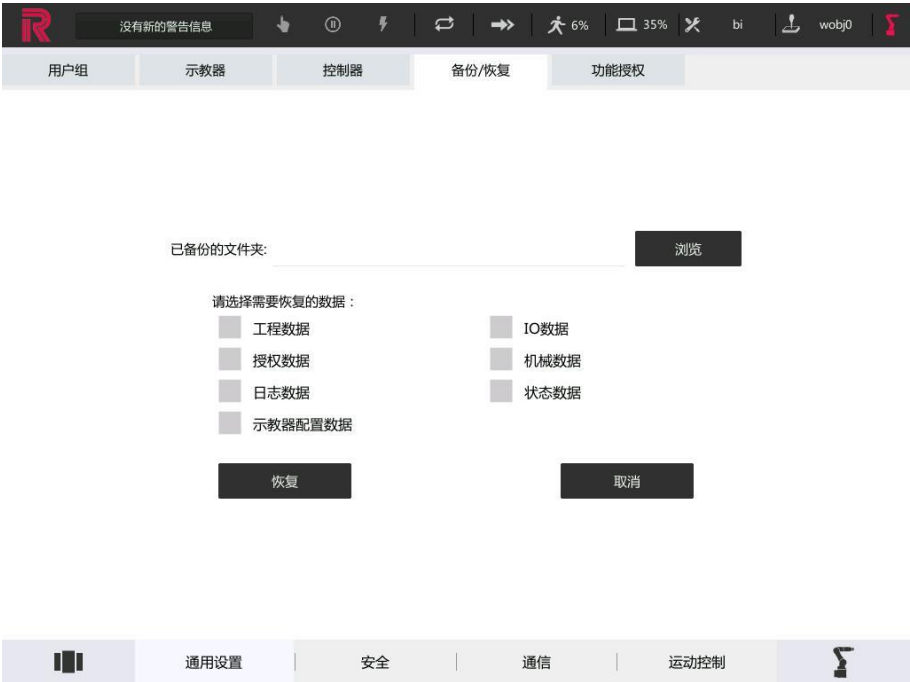 没有新的警告信息 6% 35% bi wobj0
用户组 示教器 控制器 备份/恢复 功能授权
已备份的文件夹: 浏览
请选择需要恢复的数据：
工程数据 IO数据
授权数据 机械数据
日志数据 状态数据
示教器配置数据
恢复 取消
通用设置 安全 通信 运动控制